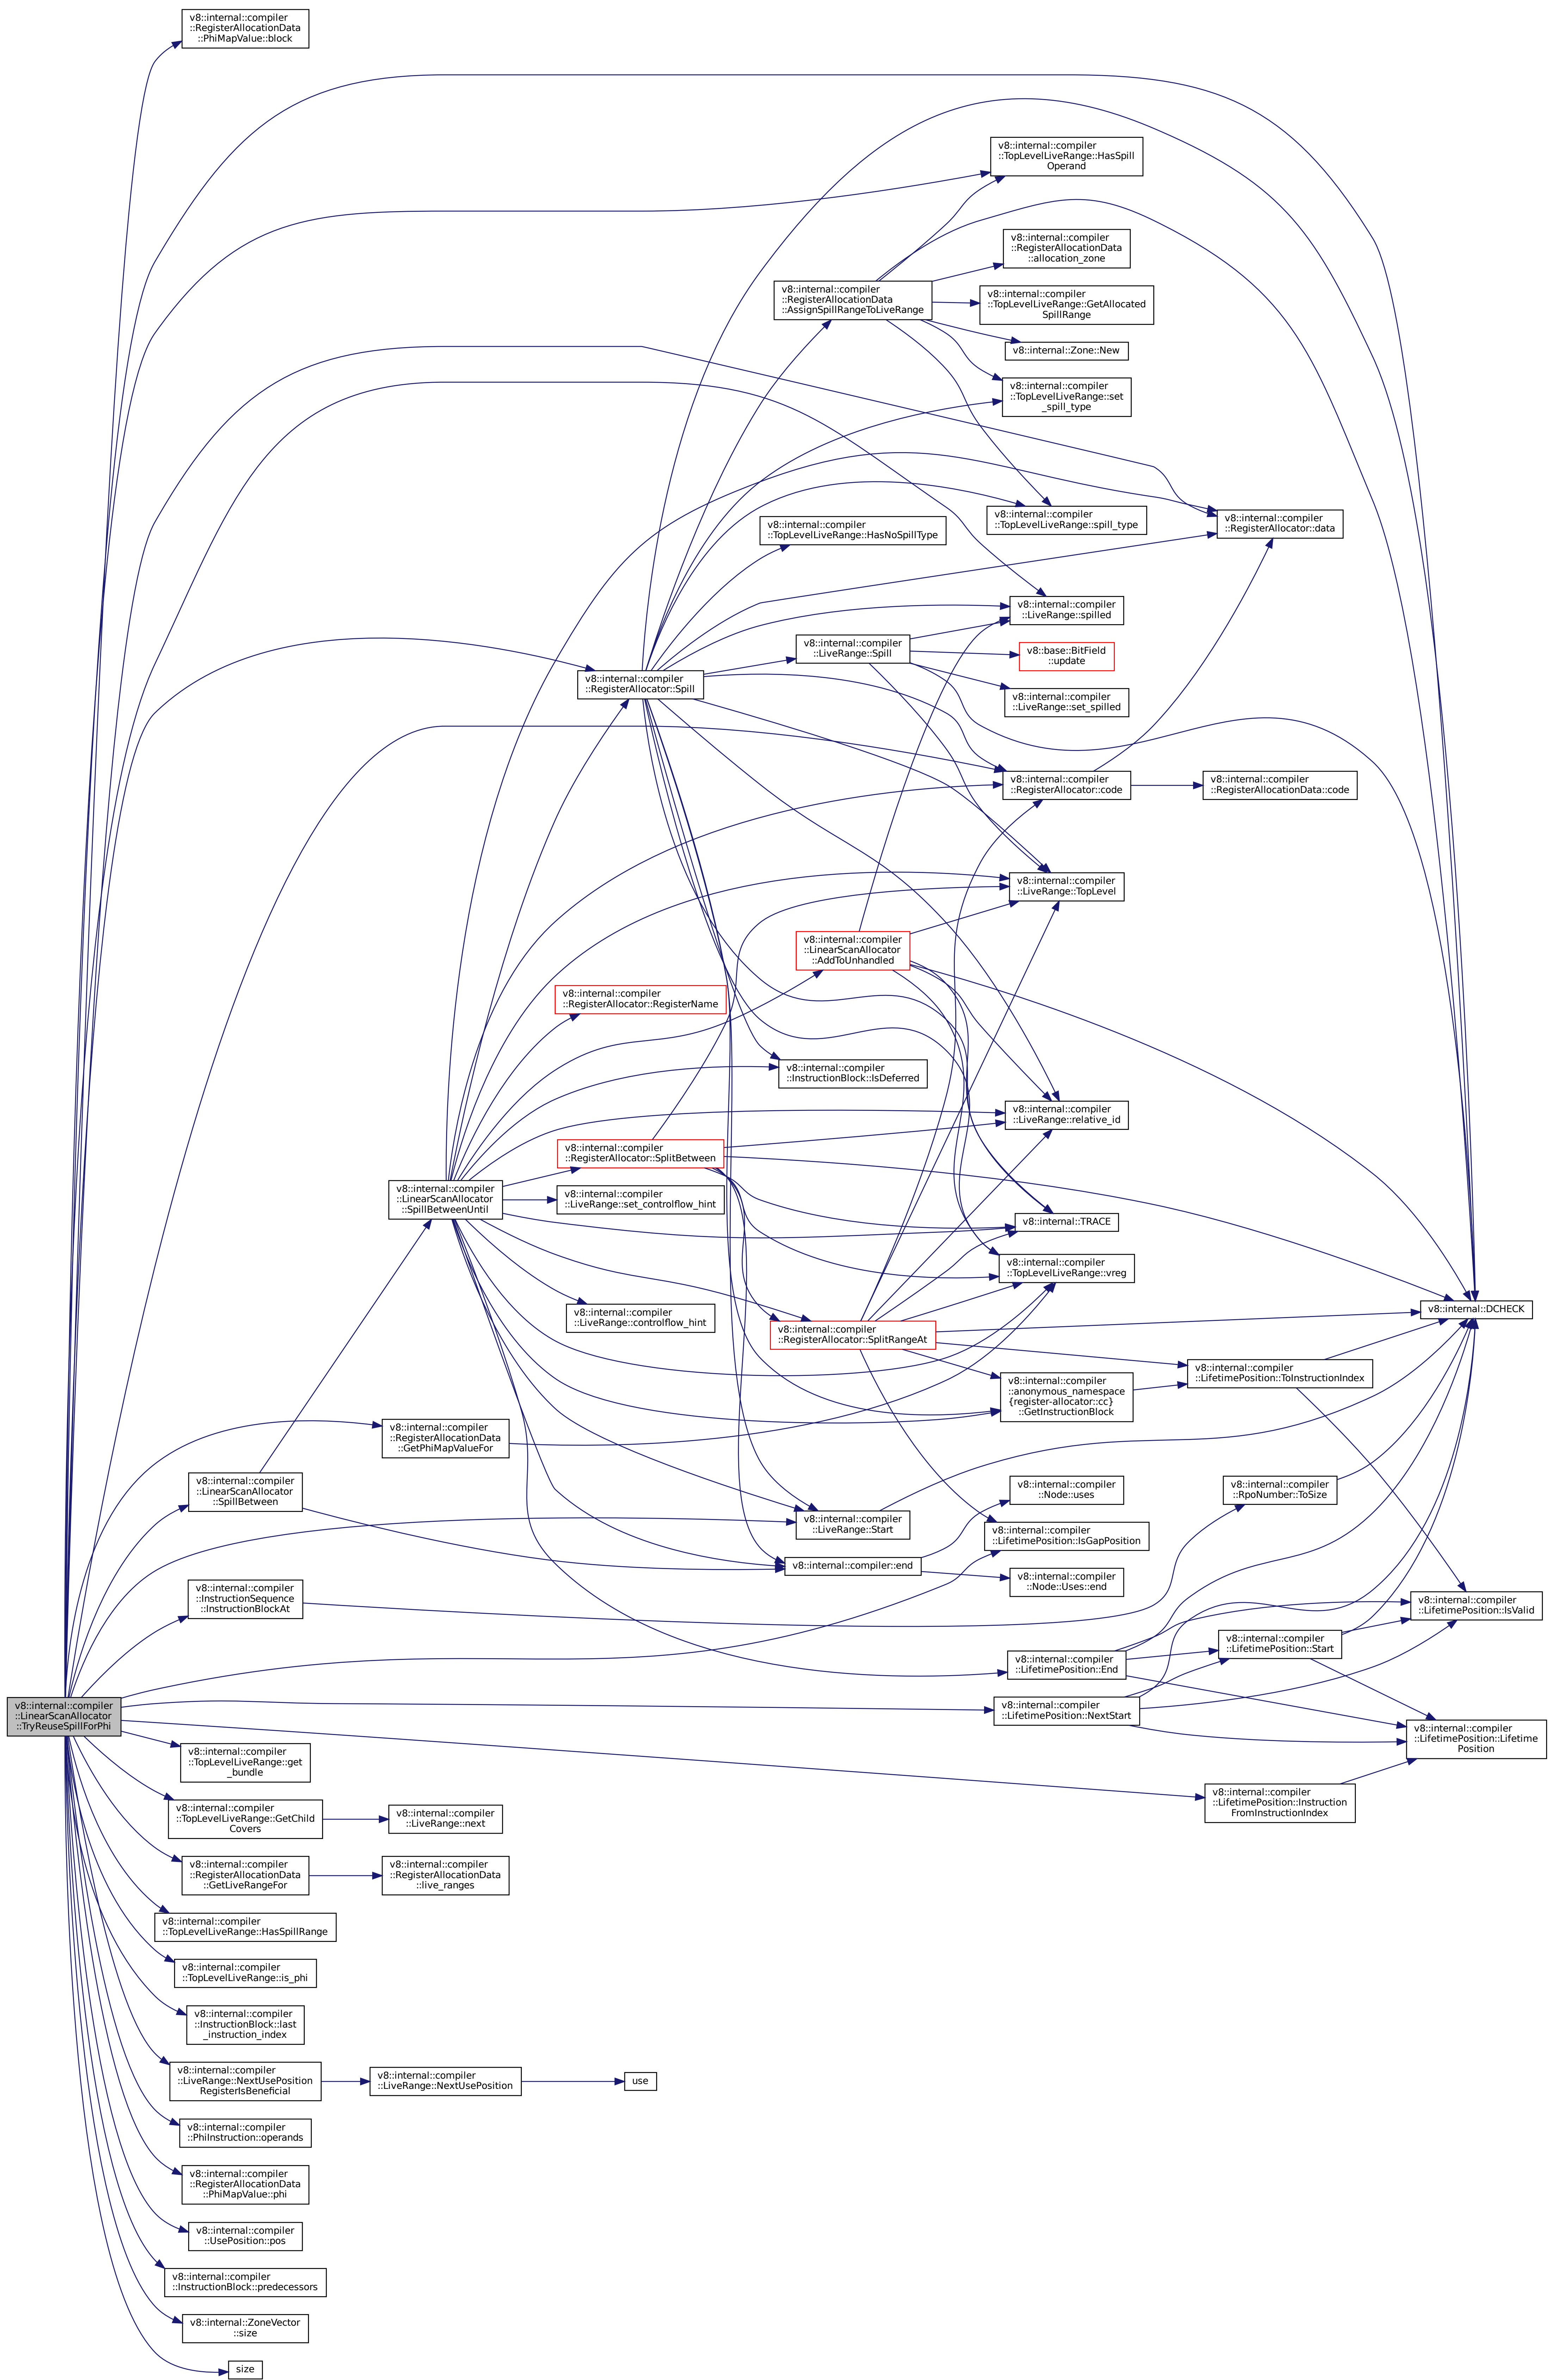 v8::internal::compiler
::RegisterAllocationData
::PhiMapValue::block
v8::internal::compiler
::TopLevelLiveRange::HasSpill
Operand
v8::internal::compiler
::RegisterAllocationData
::allocation_zone
v8::internal::compiler
::RegisterAllocationData
::AssignSpillRangeToLiveRange
v8::internal::compiler
::TopLevelLiveRange::GetAllocated
SpillRange
v8::internal::Zone::New
v8::internal::compiler
::TopLevelLiveRange::set
_spill_type
v8::internal::compiler
::TopLevelLiveRange::spill_type
v8::internal::compiler
::RegisterAllocator::data
v8::internal::compiler
::TopLevelLiveRange::HasNoSpillType
v8::internal::compiler
::LiveRange::spilled
v8::internal::compiler
::LiveRange::Spill
v8::base::BitField
::update
v8::internal::compiler
::RegisterAllocator::Spill
v8::internal::compiler
::LiveRange::set_spilled
v8::internal::compiler
::RegisterAllocator::code
v8::internal::compiler
::RegisterAllocationData::code
v8::internal::compiler
::LiveRange::TopLevel
v8::internal::compiler
::LinearScanAllocator
::AddToUnhandled
v8::internal::compiler
::RegisterAllocator::RegisterName
v8::internal::compiler
::InstructionBlock::IsDeferred
v8::internal::compiler
::LiveRange::relative_id
v8::internal::compiler
::RegisterAllocator::SplitBetween
v8::internal::compiler
::LinearScanAllocator
::SpillBetweenUntil
v8::internal::compiler
::LiveRange::set_controlflow_hint
v8::internal::TRACE
v8::internal::compiler
::TopLevelLiveRange::vreg
v8::internal::DCHECK
v8::internal::compiler
::LiveRange::controlflow_hint
v8::internal::compiler
::RegisterAllocator::SplitRangeAt
v8::internal::compiler
::LifetimePosition::ToInstructionIndex
v8::internal::compiler
::anonymous_namespace
{register-allocator::cc}
::GetInstructionBlock
v8::internal::compiler
::RegisterAllocationData
::GetPhiMapValueFor
v8::internal::compiler
::LinearScanAllocator
::SpillBetween
v8::internal::compiler
::Node::uses
v8::internal::compiler
::RpoNumber::ToSize
v8::internal::compiler
::LiveRange::Start
v8::internal::compiler
::LifetimePosition::IsGapPosition
v8::internal::compiler::end
v8::internal::compiler
::Node::Uses::end
v8::internal::compiler
::InstructionSequence
::InstructionBlockAt
v8::internal::compiler
::LifetimePosition::IsValid
v8::internal::compiler
::LifetimePosition::Start
v8::internal::compiler
::LifetimePosition::End
v8::internal::compiler
::LinearScanAllocator
::TryReuseSpillForPhi
v8::internal::compiler
::LifetimePosition::NextStart
v8::internal::compiler
::LifetimePosition::Lifetime
Position
v8::internal::compiler
::TopLevelLiveRange::get
_bundle
v8::internal::compiler
::LifetimePosition::Instruction
FromInstructionIndex
v8::internal::compiler
::TopLevelLiveRange::GetChild
Covers
v8::internal::compiler
::LiveRange::next
v8::internal::compiler
::RegisterAllocationData
::GetLiveRangeFor
v8::internal::compiler
::RegisterAllocationData
::live_ranges
v8::internal::compiler
::TopLevelLiveRange::HasSpillRange
v8::internal::compiler
::TopLevelLiveRange::is_phi
v8::internal::compiler
::InstructionBlock::last
_instruction_index
v8::internal::compiler
::LiveRange::NextUsePosition
RegisterIsBeneficial
v8::internal::compiler
::LiveRange::NextUsePosition
use
v8::internal::compiler
::PhiInstruction::operands
v8::internal::compiler
::RegisterAllocationData
::PhiMapValue::phi
v8::internal::compiler
::UsePosition::pos
v8::internal::compiler
::InstructionBlock::predecessors
v8::internal::ZoneVector
::size
size